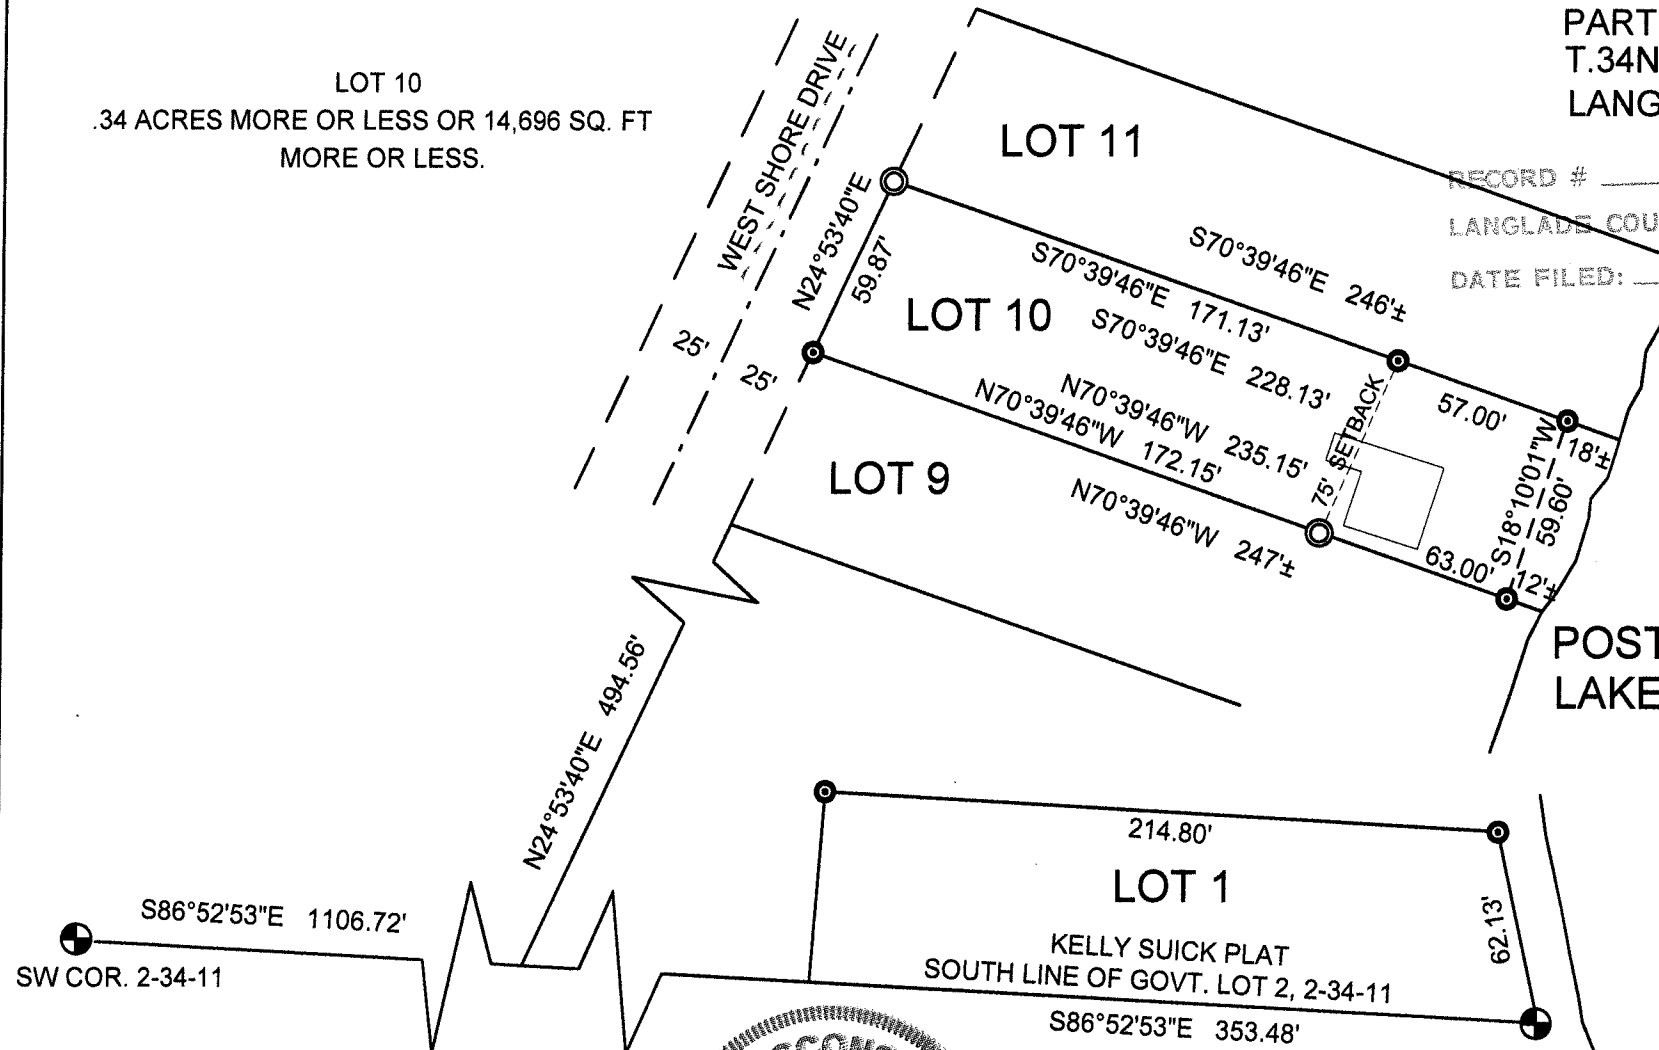 PART
T.34N
LANG
LOT 10
.34 ACRES MORE OR LESS OR 14,696 SQ. FT
MORE OR LESS.
WEST SHORE DRIVE
LOT 11
RECORD #
LANGLADE COU
DATE FILED:
N24°53'40"E
59.87'
S70°39'46"E 246'±
S70°39'46"E 171.13'
LOT 10
S70°39'46"E 228.13'
25'
25'
N70°39'46"W 235.15'
N70°39'46"W 172.15'
75' SETBACK
57.00'
18'±
S18°10'01"W
59.60'
LOT 9
N70°39'46"W 247'±
63.00'
12'±
POST
LAKE
N24°53'40"E 494.56'
214.80'
LOT 1
62.13'
S86°52'53"E 1106.72'
SW COR. 2-34-11
KELLY SUICK PLAT
SOUTH LINE OF GOVT. LOT 2, 2-34-11
S86°52'53"E 353.48'
SCONS